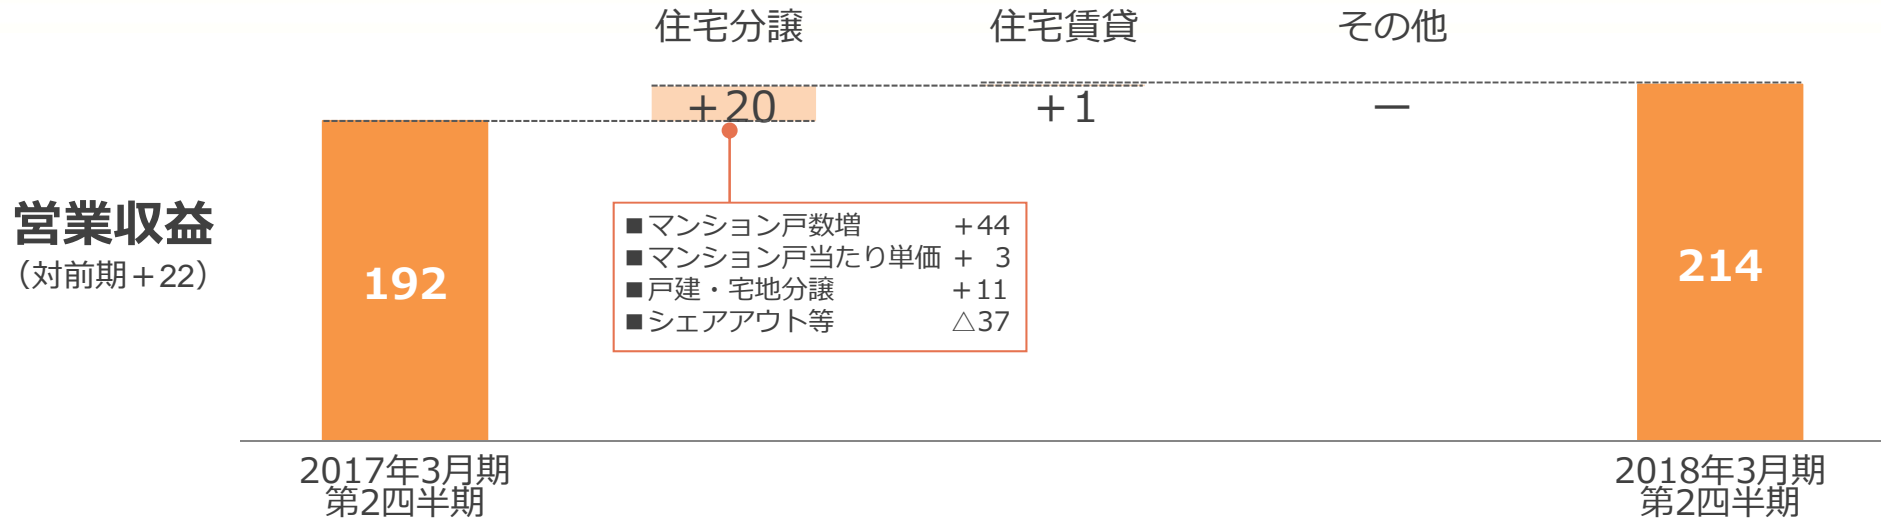 住宅分譲 住宅賃貸 その他
+20 +1 ー
営業収益
（対前期＋22）
192
■マンション戸数増 ＋44
■マンション戸当たり単価 ＋ 3
■戸建・宅地分譲 ＋11
■シェアアウト等 △37
214
2017年3月期
第2四半期
2018年3月期
第2四半期